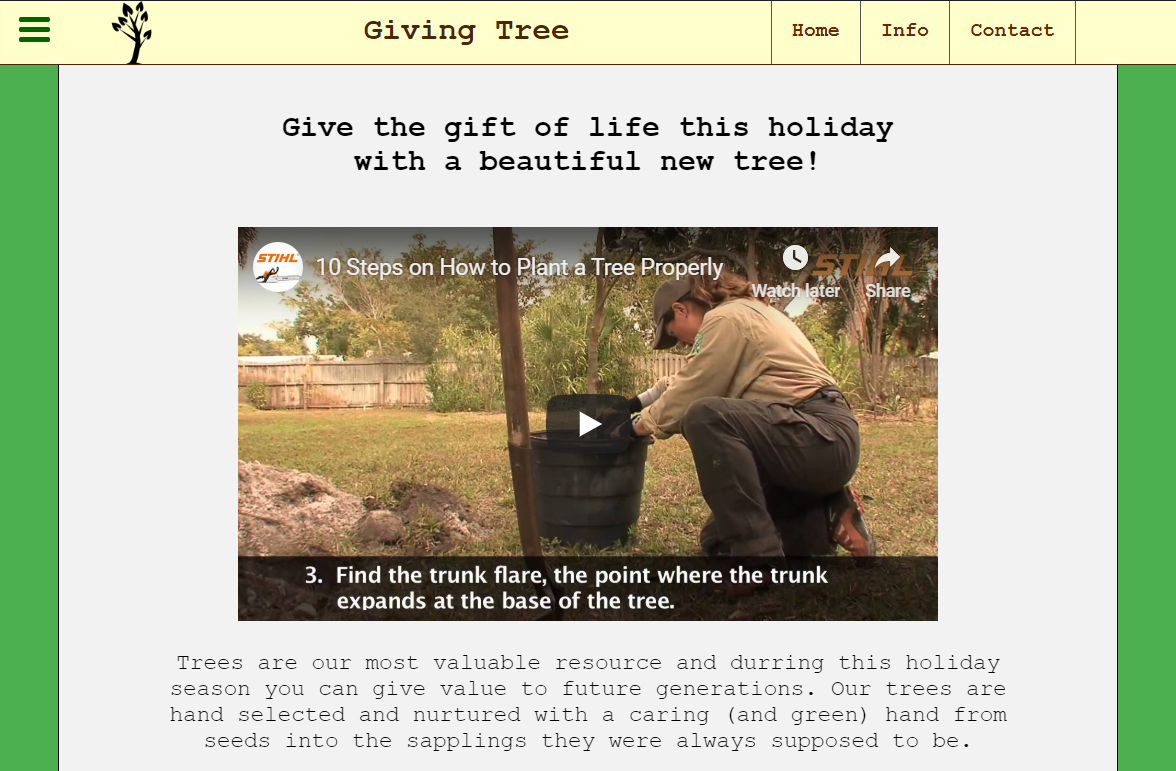 Giving Tree
Home
Info
Contact
Give the gift of life this holiday
with a beautiful new tree!
STIHL
10 Steps on How to Plant a Tree Properly
STIHL
Watch later
Share
3. Find the trunk flare, the point where the trunk
expands at the base of the tree.
Trees are our most valuable resource and durring this holiday
season you can give value to future generations. Our trees are
hand selected and nurtured with a caring (and green) hand from
seeds into the sapplings they were always supposed to be.